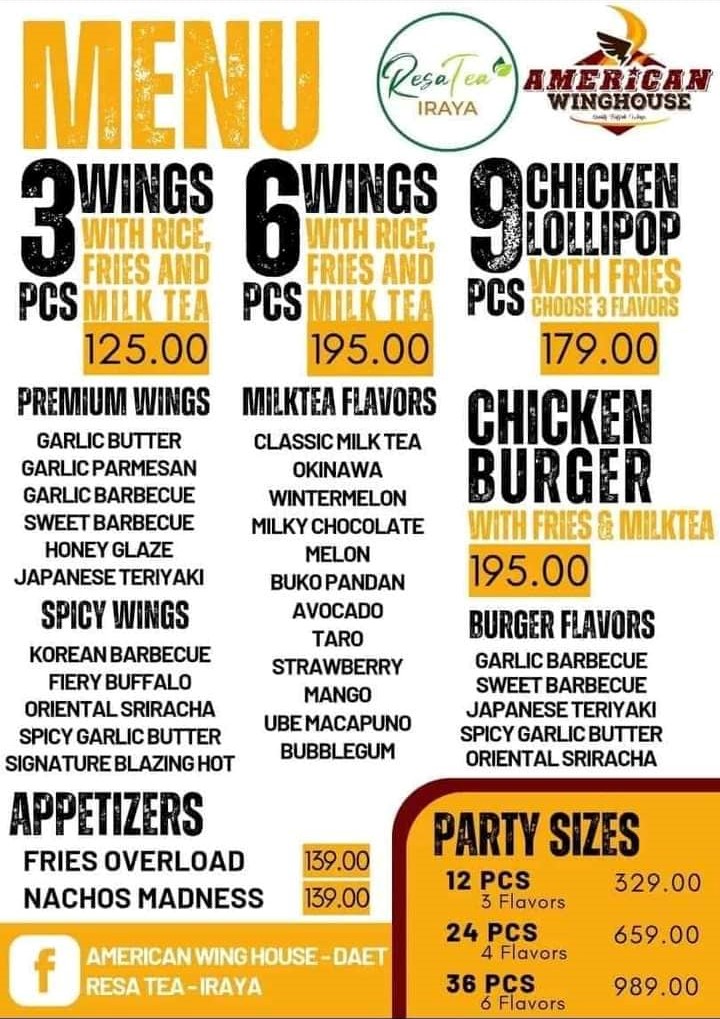 MENU
ResaTea
IRAYA
AMERICAN
WINGHOUSE
3 PCS
WINGS
WITH RICE,
FRIES AND
MILK TEA
125.00
6 PCS
WINGS
WITH RICE,
FRIES AND
MILK TEA
195.00
9 PCS
CHICKEN
LOLLIPOP
WITH FRIES
CHOOSE 3 FLAVORS
179.00
PREMIUM WINGS
GARLIC BUTTER
GARLIC PARMESAN
GARLIC BARBECUE
SWEET BARBECUE
HONEY GLAZE
JAPANESE TERIYAKI
SPICY WINGS
KOREAN BARBECUE
FIERY BUFFALO
ORIENTAL SRIRACHA
SPICY GARLIC BUTTER
SIGNATURE BLAZING HOT
MILKTEA FLAVORS
CLASSIC MILK TEA
OKINAWA
WINTERMELON
MILKY CHOCOLATE
MELON
BUKO PANDAN
AVOCADO
TARO
STRAWBERRY
MANGO
UBE MACAPUNO
BUBBLEGUM
CHICKEN
BURGER
WITH FRIES & MILKTEA
195.00
BURGER FLAVORS
GARLIC BARBECUE
SWEET BARBECUE
JAPANESE TERIYAKI
SPICY GARLIC BUTTER
ORIENTAL SRIRACHA
APPETIZERS
FRIES OVERLOAD 139.00
NACHOS MADNESS 139.00
PARTY SIZES
12 PCS 329.00
3 Flavors
24 PCS 659.00
4 Flavors
36 PCS 989.00
6 Flavors
f
AMERICAN WING HOUSE - DAET
RESA TEA - IRAYA